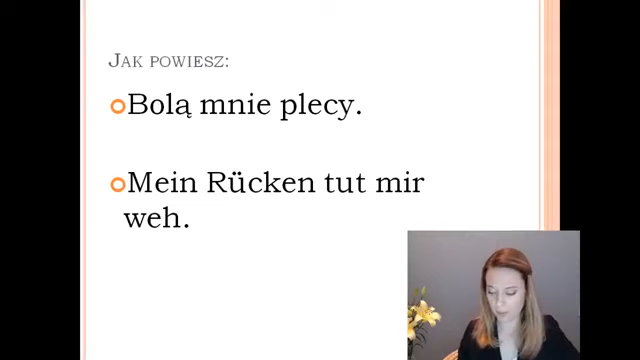 Jak powiesz:
Bolą mnie plecy.
Mein Rücken tut mir
weh.